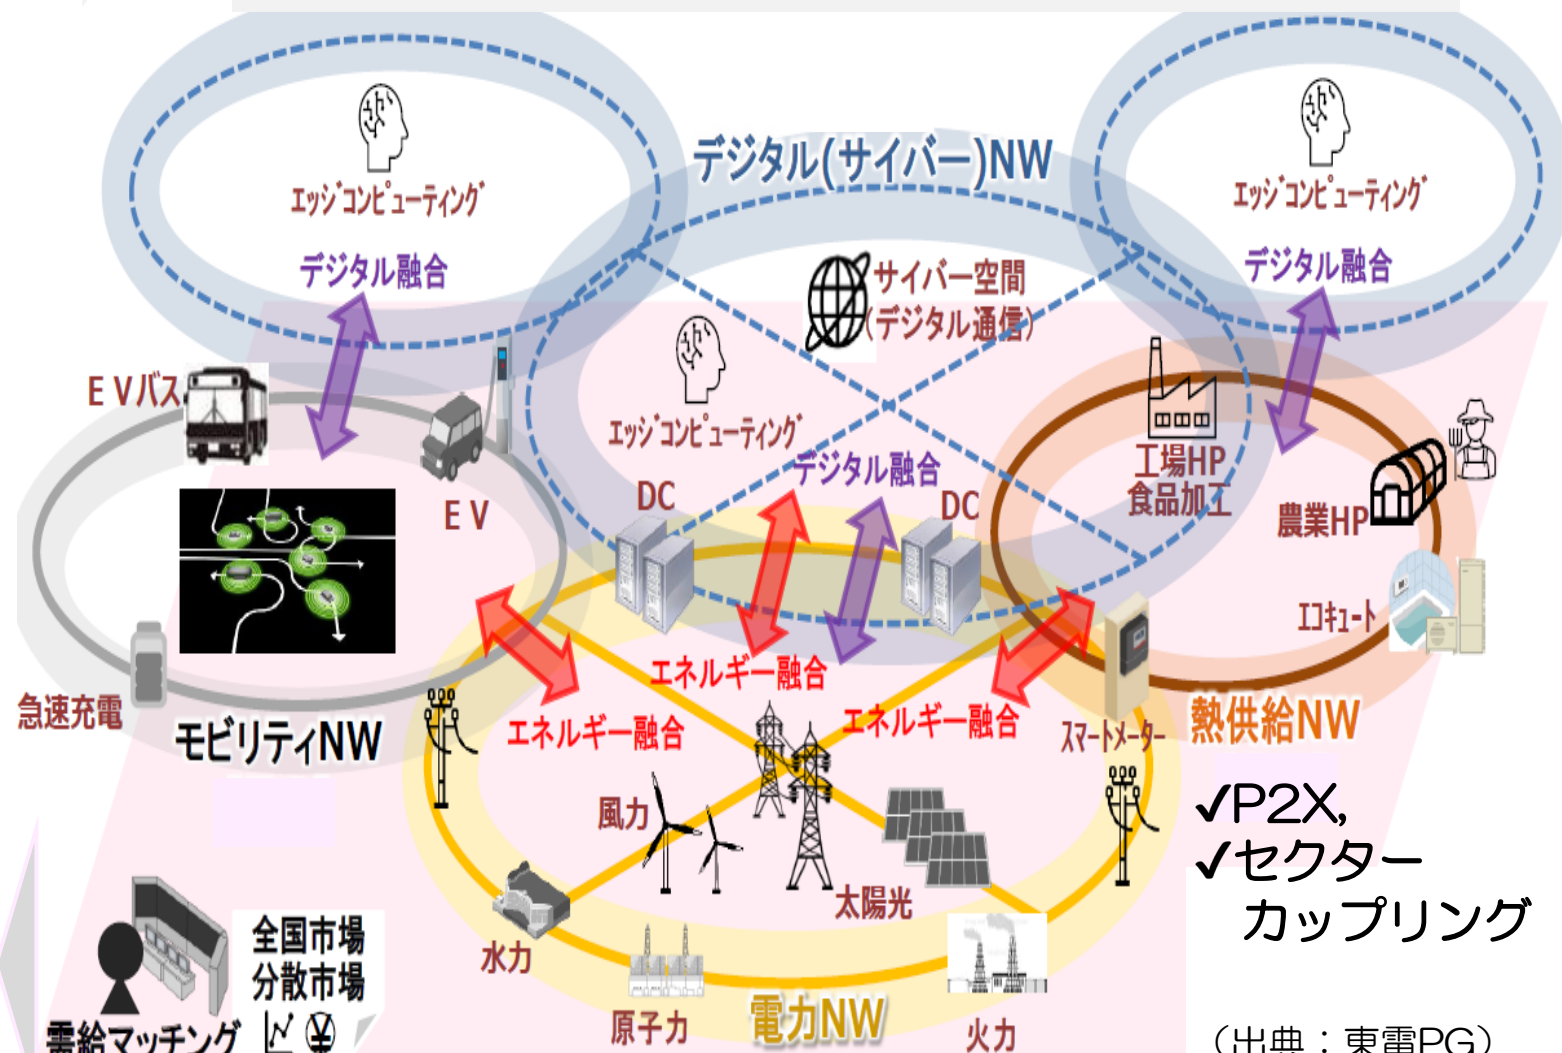 エッジコンピューティング
デジタル融合
デジタル(サイバー)NW
エッジコンピューティング
デジタル融合
サイバー空間
(デジタル通信)
エッジコンピューティング
デジタル融合
EVバス
EV
DC
DC
工場HP
食品加工
農業HP
エコキュート
急速充電
モビリティNW
エネルギー融合
エネルギー融合
エネルギー融合
スマートメーター
熱供給NW
風力
太陽光
水力
原子力
電力NW
火力
✓P2X,
✓セクター
カップリング
全国市場
分散市場
¥
需給マッチング
(出典:東電PG)